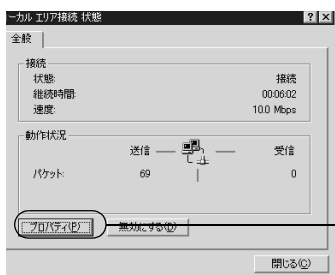 ーカル エリア接続 状態
全般
接続
状態: 接続
継続時間: 00:06:02
速度: 10.0 Mbps
動作状況
送信 受信
パケット: 69 0
プロパティ(P) 無効にする(D)
閉じる(C)